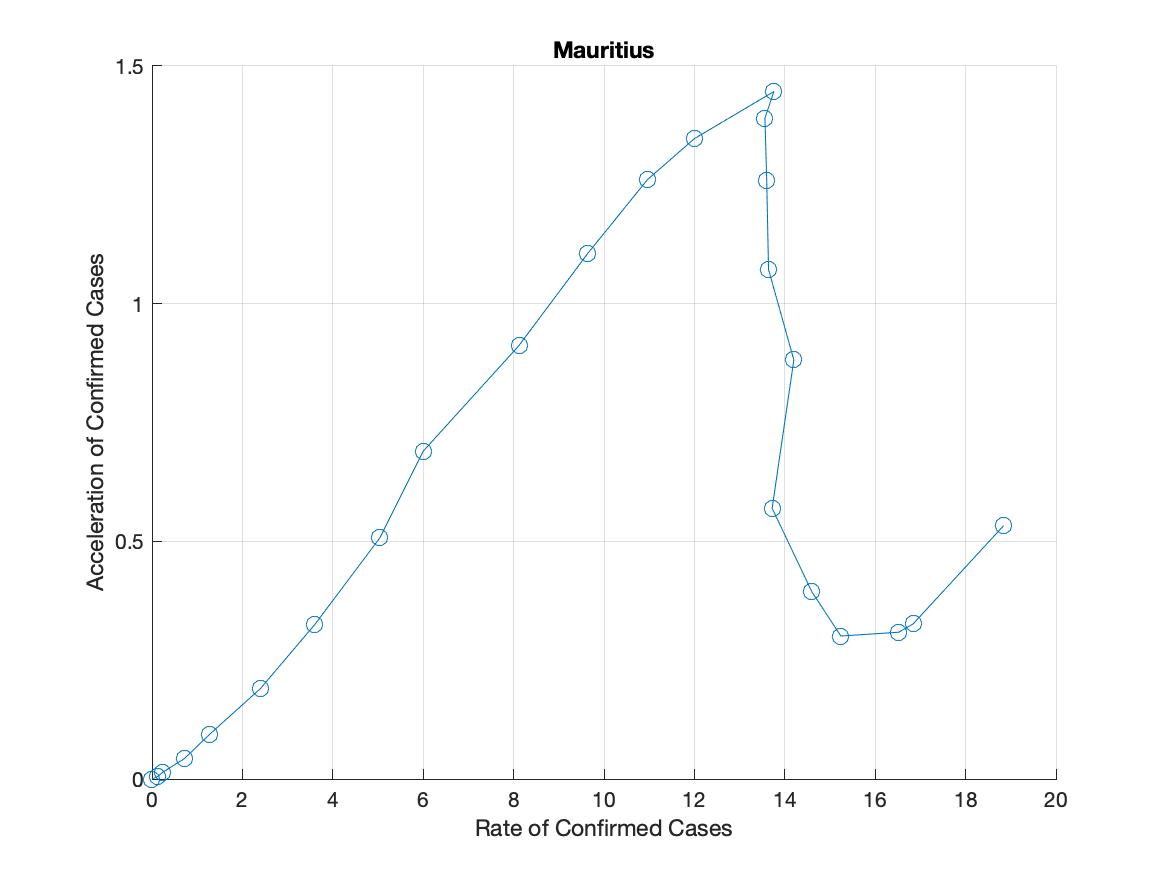 Mauritius
1.5
1
0.5
0
0 2 4 6 8 10 12 14 16 18 20
Acceleration of Confirmed Cases
Rate of Confirmed Cases